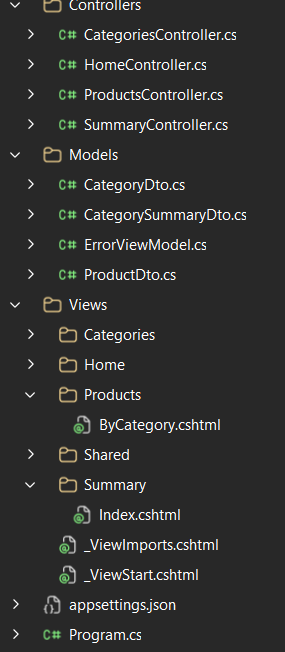 Controllers
C# CategoriesController.cs
C# HomeController.cs
C# ProductsController.cs
C# SummaryController.cs
Models
C# CategoryDto.cs
C# CategorySummaryDto.cs
C# ErrorViewModel.cs
C# ProductDto.cs
Views
Categories
Home
Products
ByCategory.cshtml
Shared
Summary
Index.cshtml
_ViewImports.cshtml
_ViewStart.cshtml
appsettings.json
C# Program.cs